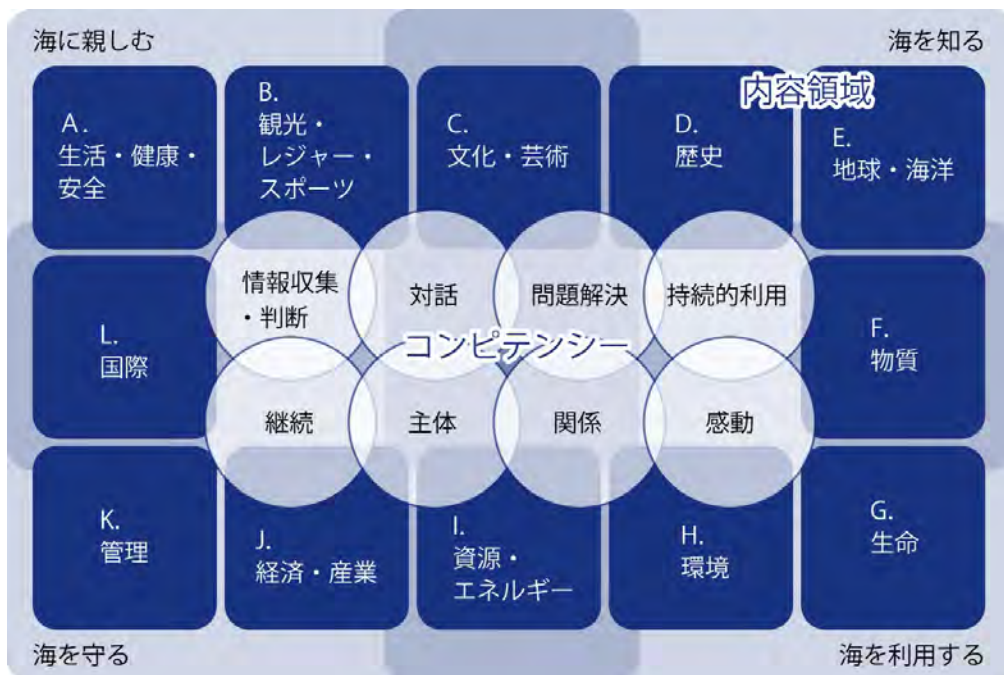 海に親しむ
海を知る
内容領域
A.
生活・健康・
安全
B.
観光・
レジャー・
スポーツ
C.
文化・芸術
D.
歴史
E.
地球・海洋
情報収集
・判断
対話
問題解決
持続的利用
L.
国際
コンピテンシー
F.
物質
継続
主体
関係
感動
K.
管理
J.
経済・産業
I.
資源・
エネルギー
H.
環境
G.
生命
海を守る
海を利用する